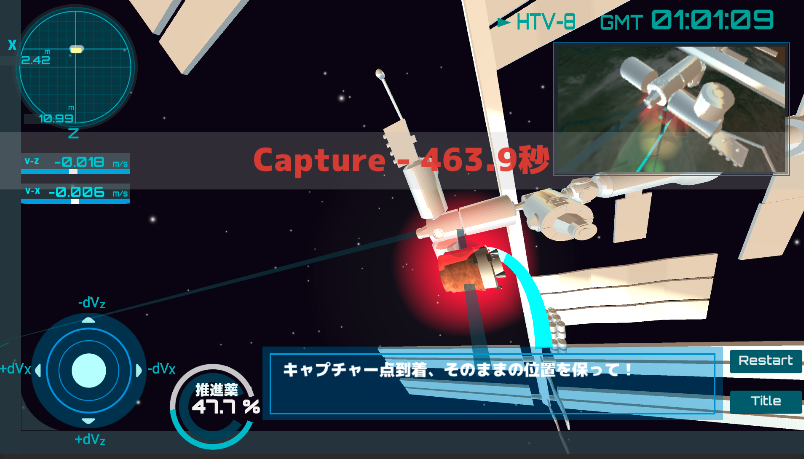 ► HTV-8 GMT 01:01:09
X
m
2.42
m
10.99
Z
Capture - 463.9秒
V-Z -0.018 m/s
V-X -0.006 m/s
-dVz
+dVx
-dVx
+dVz
推進薬
47.7 %
キャプチャー点到着、そのままの位置を保って！
Restart
Title